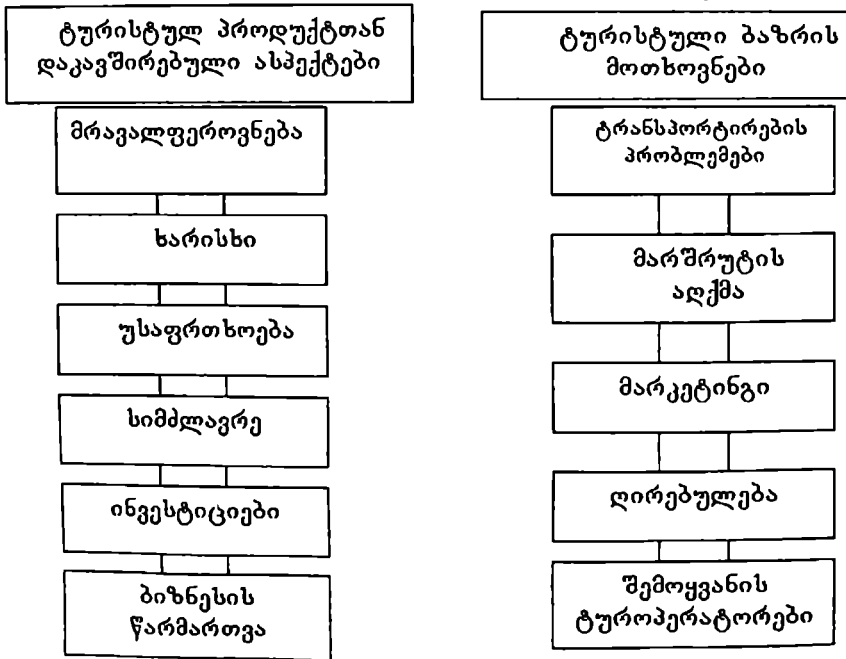 ტურისტულ პროდუქტთან
დაკავშირებული ასპექტები
მრავალფეროვნება
ხარისხი
უსაფრთხოება
სიმძლავრე
ინვესტიციები
ბიზნესის
წარმართვა
ტურისტული ბაზრის
მოთხოვნები
ტრანსპორტირების
პრობლემები
მარშრუტის
აღქმა
მარკეტინგი
ღირებულება
შემოყვანის
ტუროპერატორები